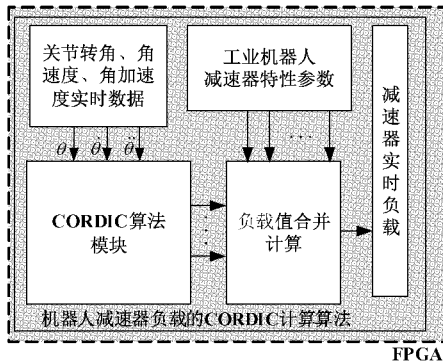 关节转角、角
速度、角加速
度实时数据
工业机器人
减速器特性参数
减速器实时负载
θ θ̇ θ̈
...
CORDIC算法
模块
负载值合并
计算
机器人减速器负载的CORDIC计算算法
FPGA